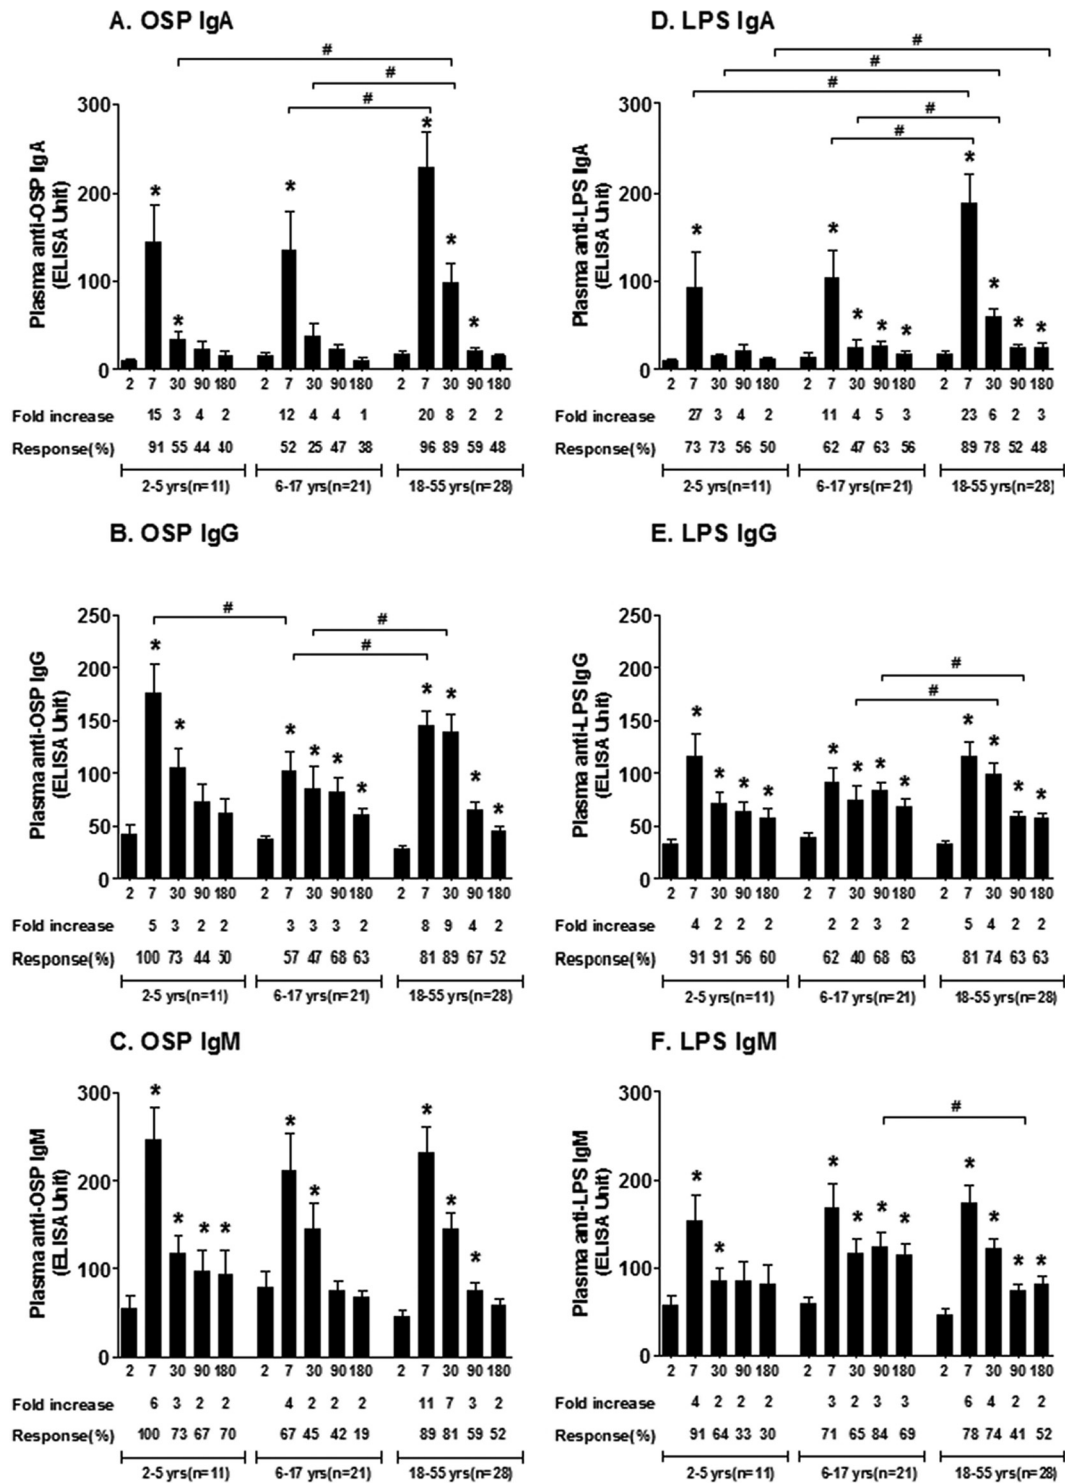 A. OSP IgA
#
#
#
300
200
100
0
Plasma anti-OSP IgA
(ELISA Unit)
* * * * * *
2 7 30 90 180 2 7 30 90 180 2 7 30 90 180
Fold increase 15 3 4 2 12 4 4 1 20 8 2 2
Response(%) 91 55 44 40 52 25 47 38 96 89 59 48
2-5 yrs(n=11) 6-17 yrs(n=21) 18-55 yrs(n=28)
D. LPS IgA
#
#
#
#
#
300
200
100
0
Plasma anti-LPS IgA
(ELISA Unit)
* * * * * * * * *
2 7 30 90 180 2 7 30 90 180 2 7 30 90 180
Fold increase 27 3 4 2 11 4 5 3 23 6 2 3
Response(%) 73 73 56 50 62 47 63 56 89 78 52 48
2-5 yrs(n=11) 6-17 yrs(n=21) 18-55 yrs(n=28)
B. OSP IgG
#
#
#
250
200
150
100
50
0
Plasma anti-OSP IgG
(ELISA Unit)
* * * * * * * * * *
2 7 30 90 180 2 7 30 90 180 2 7 30 90 180
Fold increase 5 3 2 2 3 3 3 2 8 9 4 2
Response(%) 100 73 44 50 57 47 68 63 81 89 67 52
2-5 yrs(n=11) 6-17 yrs(n=21) 18-55 yrs(n=28)
E. LPS IgG
#
#
250
200
150
100
50
0
Plasma anti-LPS IgG
(ELISA Unit)
* * * * * * * * * * * *
2 7 30 90 180 2 7 30 90 180 2 7 30 90 180
Fold increase 4 2 2 2 2 2 3 2 5 4 2 2
Response(%) 91 91 56 60 62 40 68 63 81 74 63 63
2-5 yrs(n=11) 6-17 yrs(n=21) 18-55 yrs(n=28)
C. OSP IgM
300
200
100
0
Plasma anti-OSP IgM
(ELISA Unit)
* * * * * * * * *
2 7 30 90 180 2 7 30 90 180 2 7 30 90 180
Fold increase 6 3 2 2 4 2 2 2 11 7 3 2
Response(%) 100 73 67 70 67 45 42 19 89 81 59 52
2-5 yrs(n=11) 6-17 yrs(n=21) 18-55 yrs(n=28)
F. LPS IgM
#
300
200
100
0
Plasma anti-LPS IgM
(ELISA Unit)
* * * * * * * * * *
2 7 30 90 180 2 7 30 90 180 2 7 30 90 180
Fold increase 4 2 2 2 3 2 3 3 6 4 2 2
Response(%) 91 64 33 30 71 65 84 69 78 74 41 52
2-5 yrs(n=11) 6-17 yrs(n=21) 18-55 yrs(n=28)